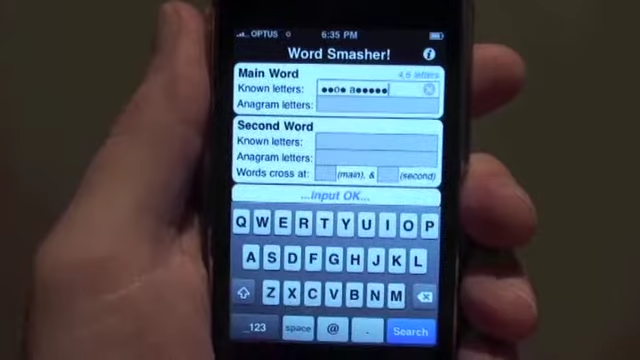 OPTUS 6:35 PM
Word Smasher!
Main Word 4,6 letters
Known letters: ●●o● a●●●●●
Anagram letters:
Second Word
Known letters:
Anagram letters:
Words cross at: (main), & (second)
...Input OK...
Q W E R T Y U I O P
A S D F G H J K L
Z X C V B N M
.123 space @ . Search